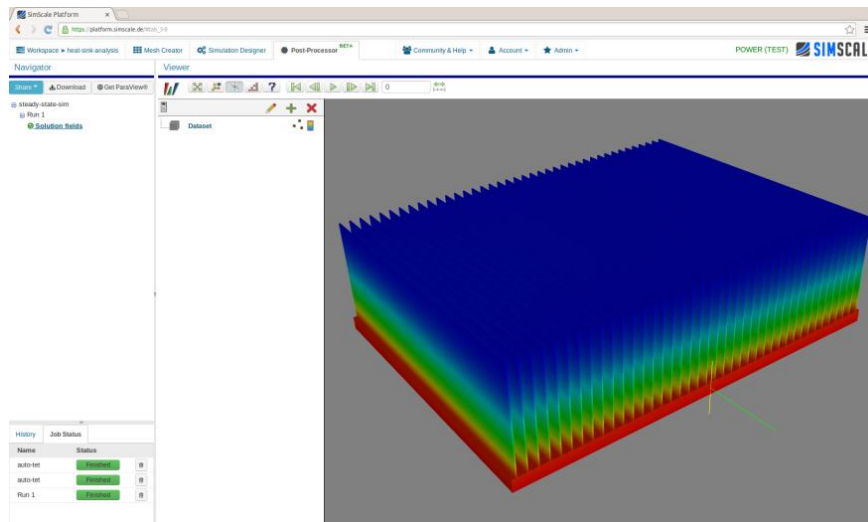 SimScale Platform
https://platform.simscale.de/#tab_3-9
Workspace ▸ heat-sink-analysis
Mesh Creator
Simulation Designer
Post-Processor BETA
Community & Help
Account
Admin
POWER (TEST)
SIMSCAL
Navigator
Viewer
Share
Download
Get ParaView®
0
steady-state-sim
Run 1
Solution fields
Dataset
History
Job Status
Name Status
auto-tet Finished
auto-tet Finished
Run 1 Finished